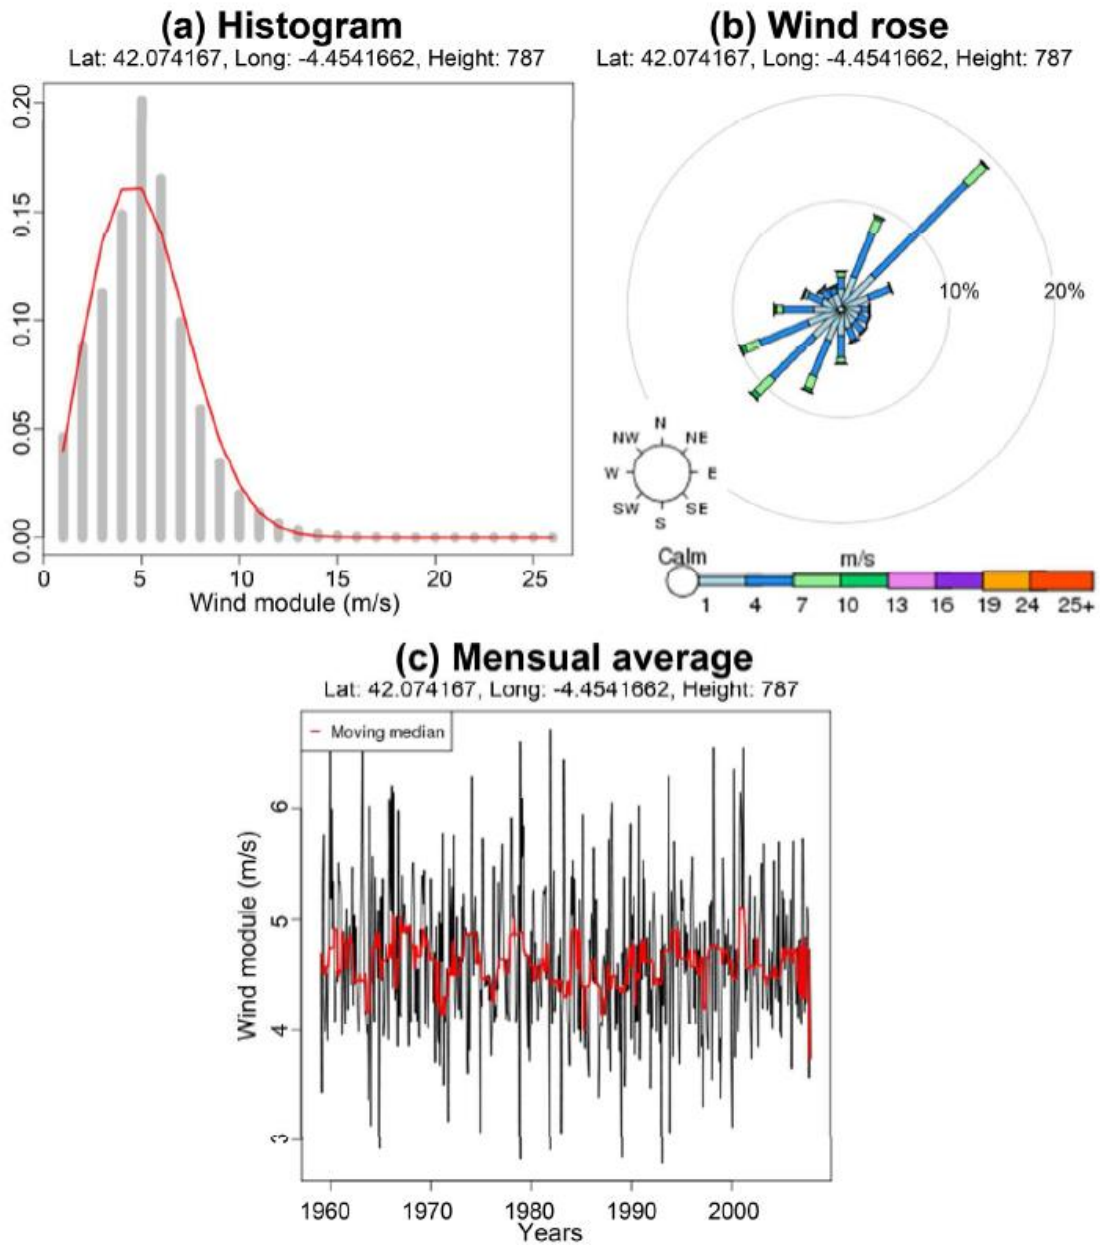 (a) Histogram
Lat: 42.074167, Long: -4.4541662, Height: 787
0.20
0.15
0.10
0.05
0.00
0 5 10 15 20 25
Wind module (m/s)
(b) Wind rose
Lat: 42.074167, Long: -4.4541662, Height: 787
10% 20%
N
NW NE
W E
SW SE
S
Calm m/s
1 4 7 10 13 16 19 24 25+
(c) Mensual average
Lat: 42.074167, Long: -4.4541662, Height: 787
Moving median
6
5
4
3
Wind module (m/s)
1960 1970 1980 1990 2000
Years